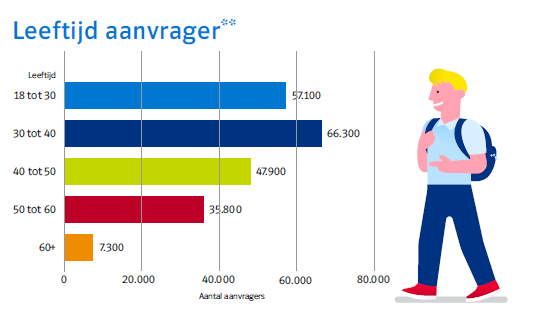 Leeftijd aanvrager**
Leeftijd
18 tot 30 57.100
30 tot 40 66.300
40 tot 50 47.900
50 tot 60 35.800
60+ 7.300
0 20.000 40.000 60.000 80.000
Aantal aanvragers